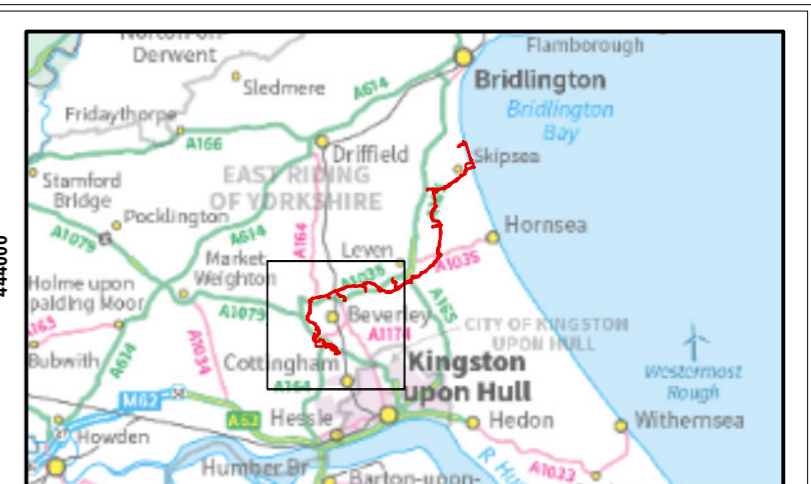 Derwent
Flamborough
Bridlington
Sledmere
A614
Bridlington
Bay
Fridaythorpe
A166
Driffield
Skipsea
EAST RIDING
OF YORKSHIRE
Stamford
Bridge
Pocklington
Hornsea
A1079
A614
A164
Leven
A1035
Market
Weighton
A1035
444000
Holme upon
Spalding Moor
A1079
A165
Beverley
CITY OF KINGSTON
UPON HULL
A163
A1034
A1174
Bubwith
A614
Cottingham
Kingston
upon Hull
Westermost
Rough
A164
M62
A63
Hessle
Hedon
Withernsea
Howden
Humber Br
A1033
Barton-upon-